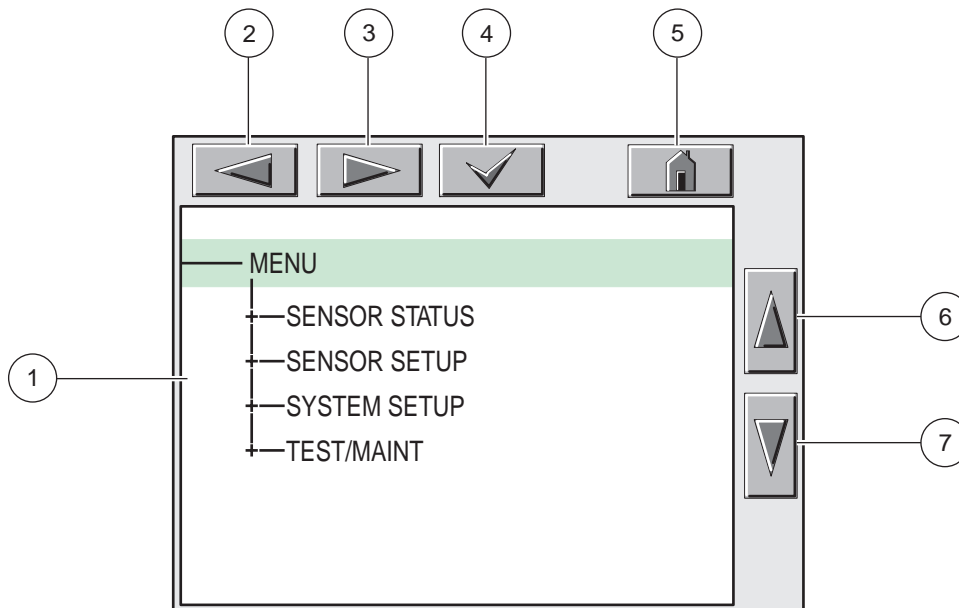 2 3 4 5
MENU
SENSOR STATUS
6
SENSOR SETUP
1
SYSTEM SETUP
7
TEST/MAINT